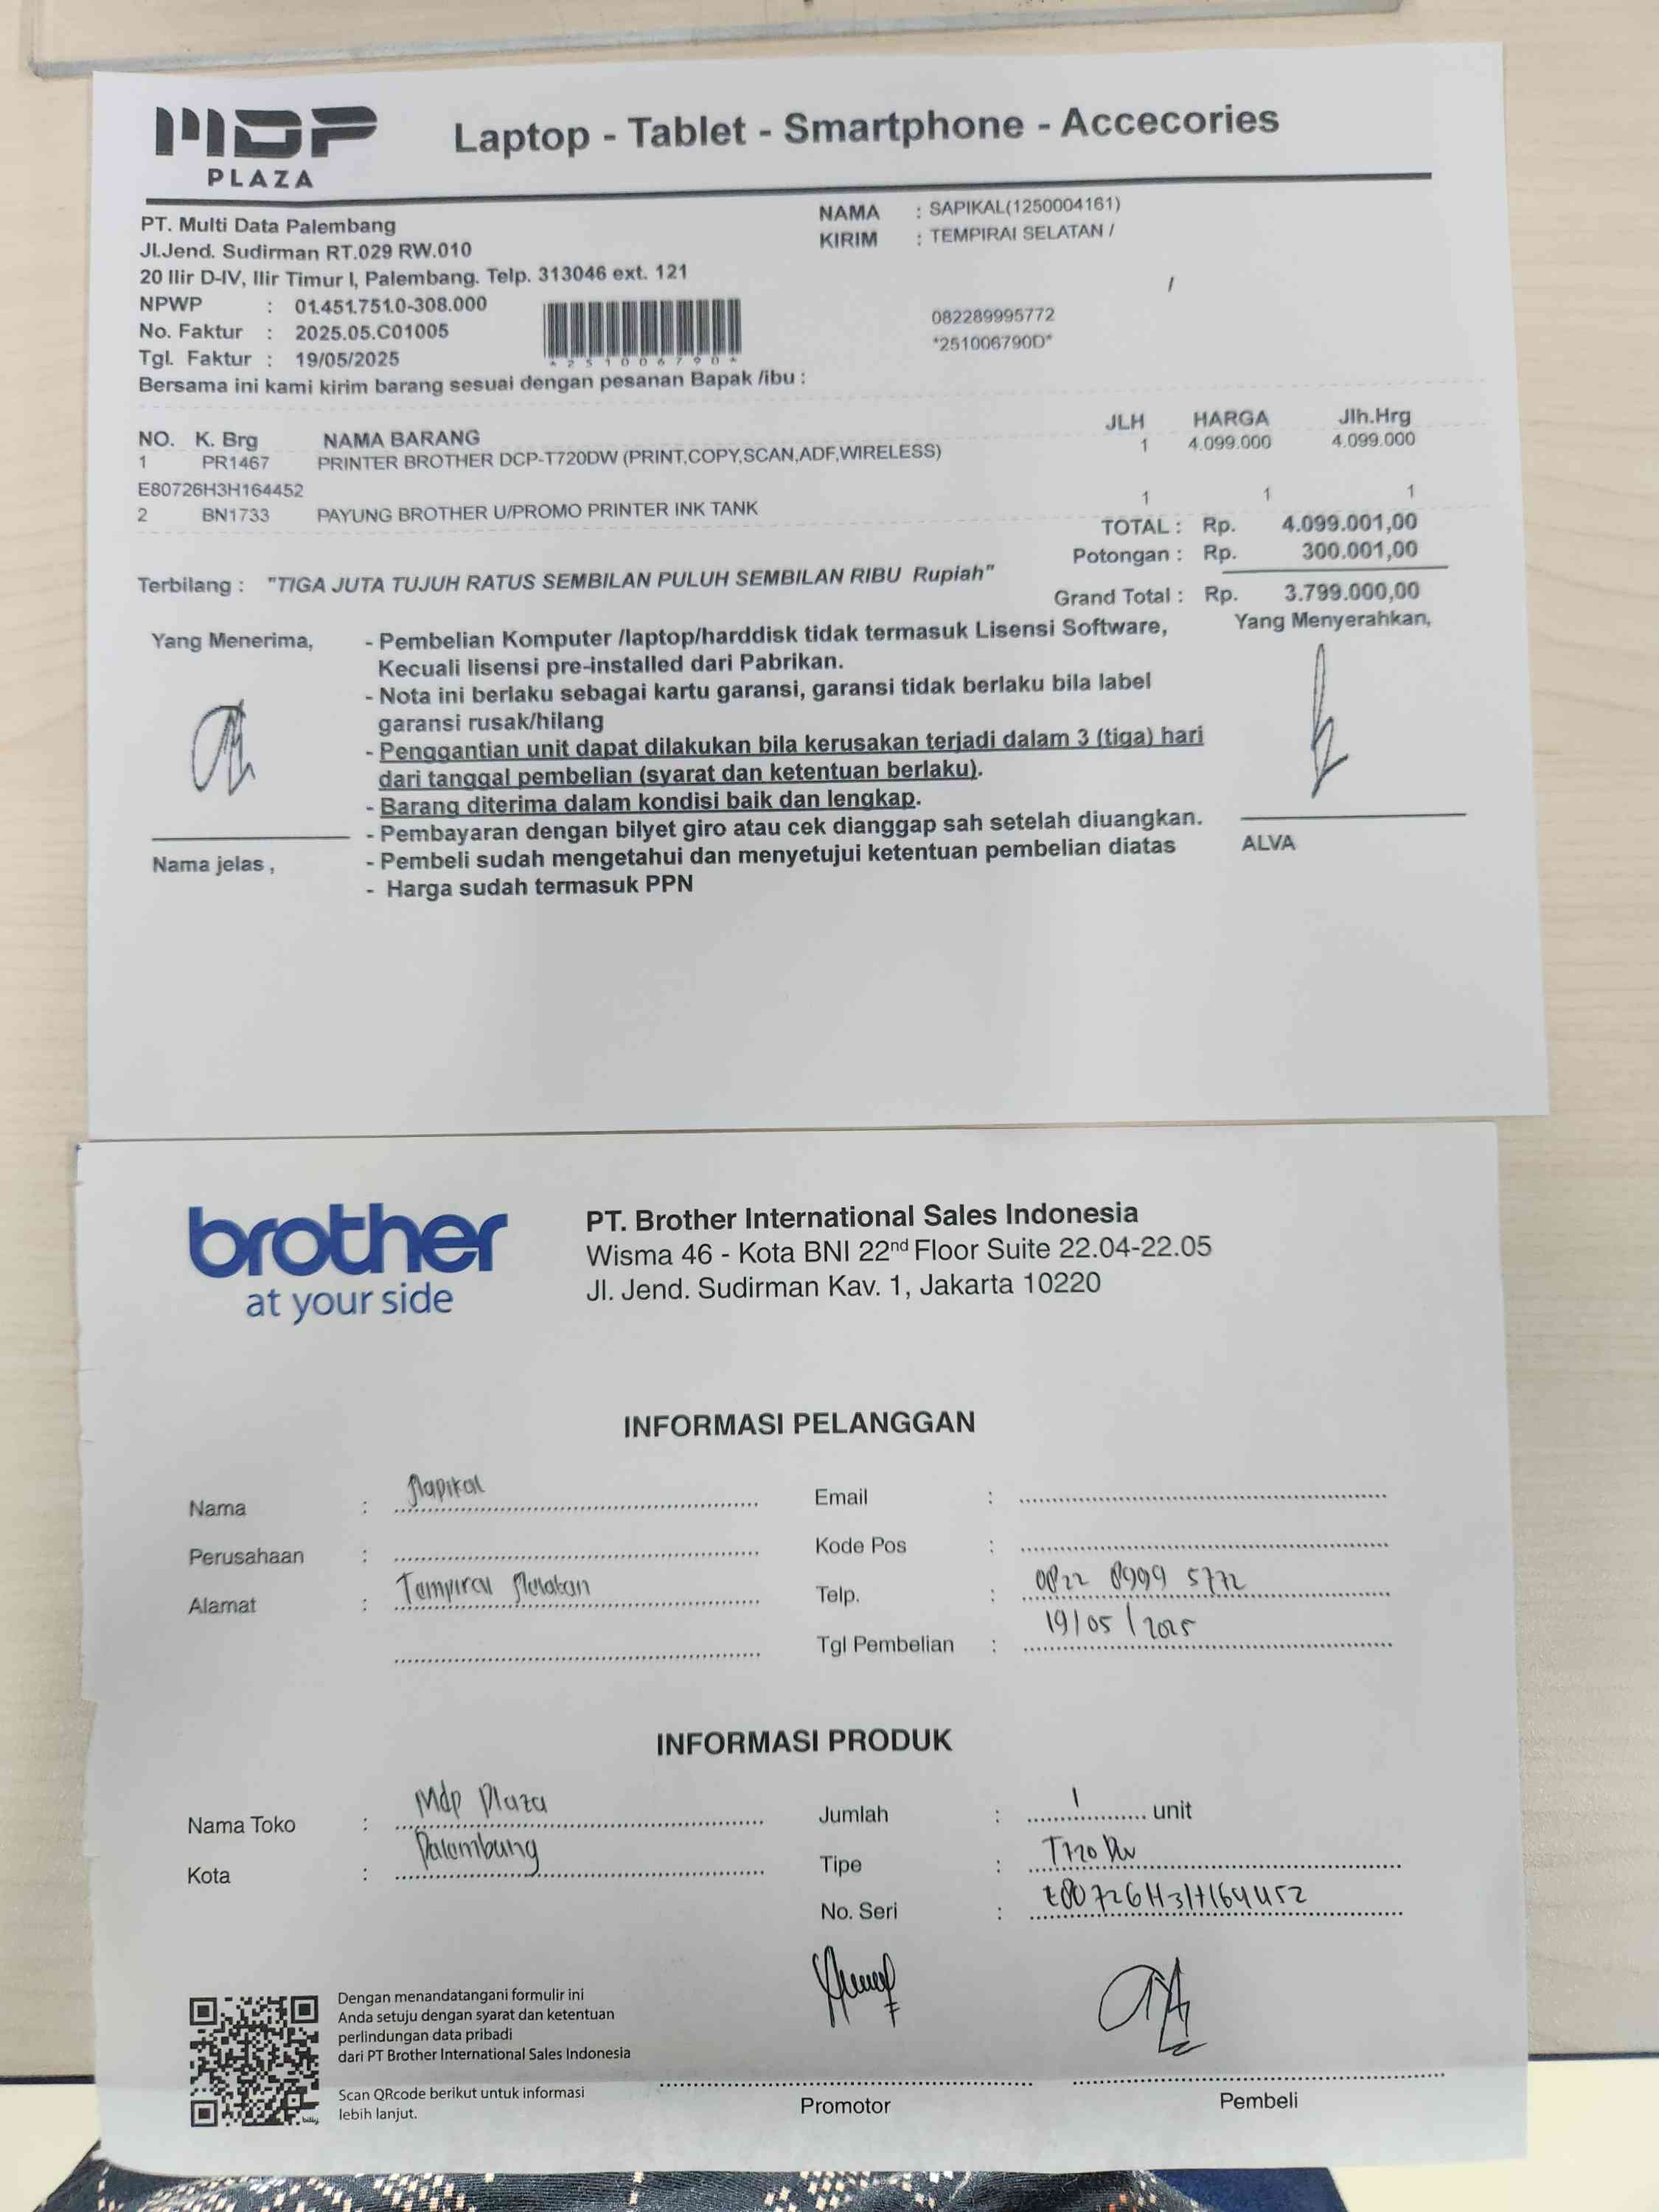 MDP
PLAZA
Laptop - Tablet - Smartphone - Accecories
PT. Multi Data Palembang
Jl.Jend. Sudirman RT.029 RW.010
20 Ilir D-IV, Ilir Timur I, Palembang. Telp. 313046 ext. 121
NPWP : 01.451.751.0-308.000
No. Faktur : 2025.05.C01005
Tgl. Faktur : 19/05/2025
*251006790*
NAMA : SAPIKAL(1250004161)
KIRIM : TEMPIRAI SELATAN /
/
082289995772
*251006790D*
Bersama ini kami kirim barang sesuai dengan pesanan Bapak /ibu :
NO. K. Brg NAMA BARANG JLH HARGA Jlh.Hrg
1 PR1467 PRINTER BROTHER DCP-T720DW (PRINT,COPY,SCAN,ADF,WIRELESS) 1 4.099.000 4.099.000
E80726H3H164452
2 BN1733 PAYUNG BROTHER U/PROMO PRINTER INK TANK 1 1 1
TOTAL : Rp. 4.099.001,00
Potongan : Rp. 300.001,00
Terbilang : "TIGA JUTA TUJUH RATUS SEMBILAN PULUH SEMBILAN RIBU Rupiah"
Grand Total : Rp. 3.799.000,00
Yang Menerima,
- Pembelian Komputer /laptop/harddisk tidak termasuk Lisensi Software,
Kecuali lisensi pre-installed dari Pabrikan.
- Nota ini berlaku sebagai kartu garansi, garansi tidak berlaku bila label
garansi rusak/hilang
- Penggantian unit dapat dilakukan bila kerusakan terjadi dalam 3 (tiga) hari
dari tanggal pembelian (syarat dan ketentuan berlaku).
- Barang diterima dalam kondisi baik dan lengkap.
- Pembayaran dengan bilyet giro atau cek dianggap sah setelah diuangkan.
- Pembeli sudah mengetahui dan menyetujui ketentuan pembelian diatas
- Harga sudah termasuk PPN
Nama jelas ,
Yang Menyerahkan,
ALVA
brother
at your side
PT. Brother International Sales Indonesia
Wisma 46 - Kota BNI 22nd Floor Suite 22.04-22.05
Jl. Jend. Sudirman Kav. 1, Jakarta 10220
INFORMASI PELANGGAN
Nama : Sapikal
Perusahaan :
Alamat : Tempirai Selatan
Email :
Kode Pos :
Telp. : 0822 8999 5772
Tgl Pembelian : 19/05/2025
INFORMASI PRODUK
Nama Toko : Mdp Plaza
Kota : Palembang
Jumlah : 1 unit
Tipe : T720 DW
No. Seri : E80726H3H164452
Dengan menandatangani formulir ini
Anda setuju dengan syarat dan ketentuan
perlindungan data pribadi
dari PT Brother International Sales Indonesia
Scan QRcode berikut untuk informasi
lebih lanjut.
Promotor
Pembeli